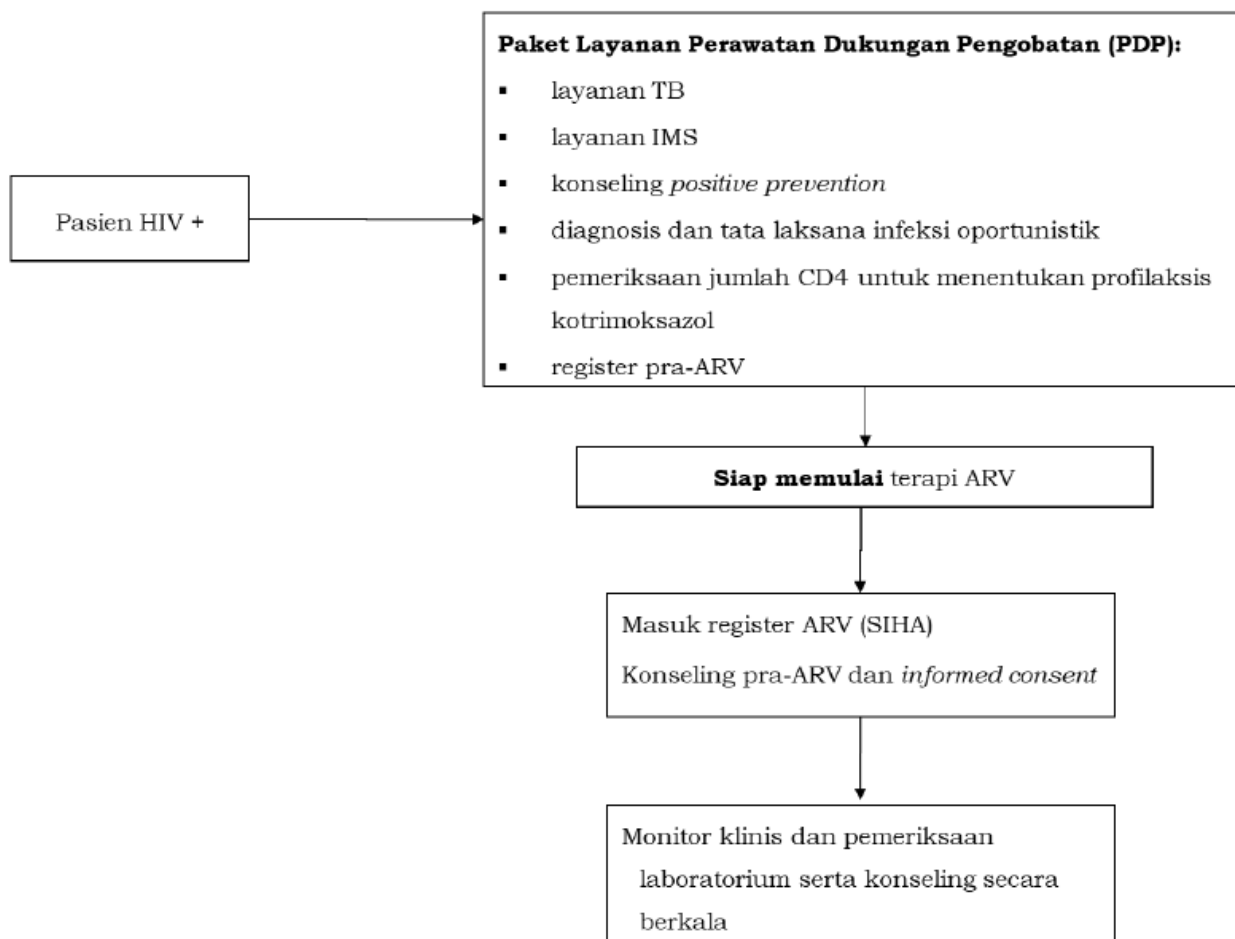 Paket Layanan Perawatan Dukungan Pengobatan (PDP):
▪ layanan TB
▪ layanan IMS
▪ konseling positive prevention
▪ diagnosis dan tata laksana infeksi oportunistik
▪ pemeriksaan jumlah CD4 untuk menentukan profilaksis
kotrimoksazol
▪ register pra-ARV
Pasien HIV +
Siap memulai terapi ARV
Masuk register ARV (SIHA)
Konseling pra-ARV dan informed consent
Monitor klinis dan pemeriksaan
laboratorium serta konseling secara
berkala